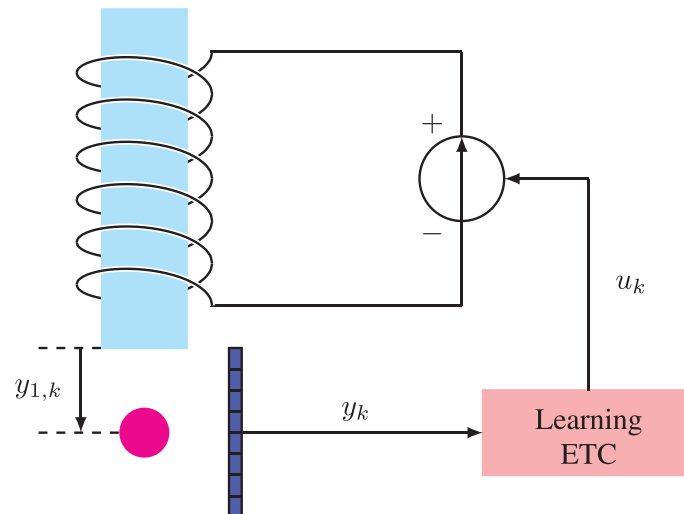 +
−
u_k
y_{1,k}
y_k
Learning
ETC